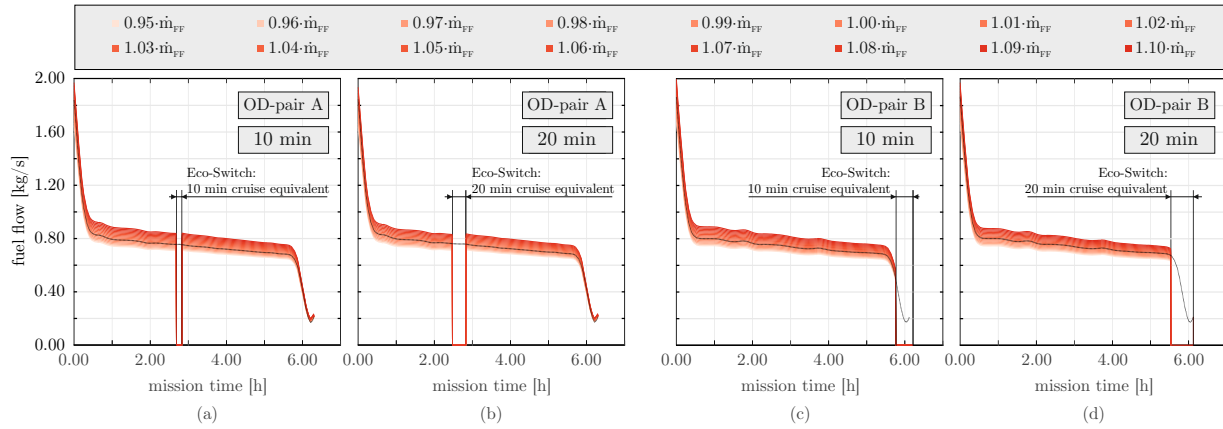 0.95·ṁFF 0.96·ṁFF 0.97·ṁFF 0.98·ṁFF 0.99·ṁFF 1.00·ṁFF 1.01·ṁFF 1.02·ṁFF
1.03·ṁFF 1.04·ṁFF 1.05·ṁFF 1.06·ṁFF 1.07·ṁFF 1.08·ṁFF 1.09·ṁFF 1.10·ṁFF
fuel flow [kg/s]
2.00
1.60
1.20
0.80
0.40
0.00
OD-pair A
10 min
Eco-Switch:
10 min cruise equivalent
0.00 2.00 4.00 6.00
mission time [h]
(a)
OD-pair A
20 min
Eco-Switch:
20 min cruise equivalent
0.00 2.00 4.00 6.00
mission time [h]
(b)
OD-pair B
10 min
Eco-Switch:
10 min cruise equivalent
0.00 2.00 4.00 6.00
mission time [h]
(c)
OD-pair B
20 min
Eco-Switch:
20 min cruise equivalent
0.00 2.00 4.00 6.00
mission time [h]
(d)